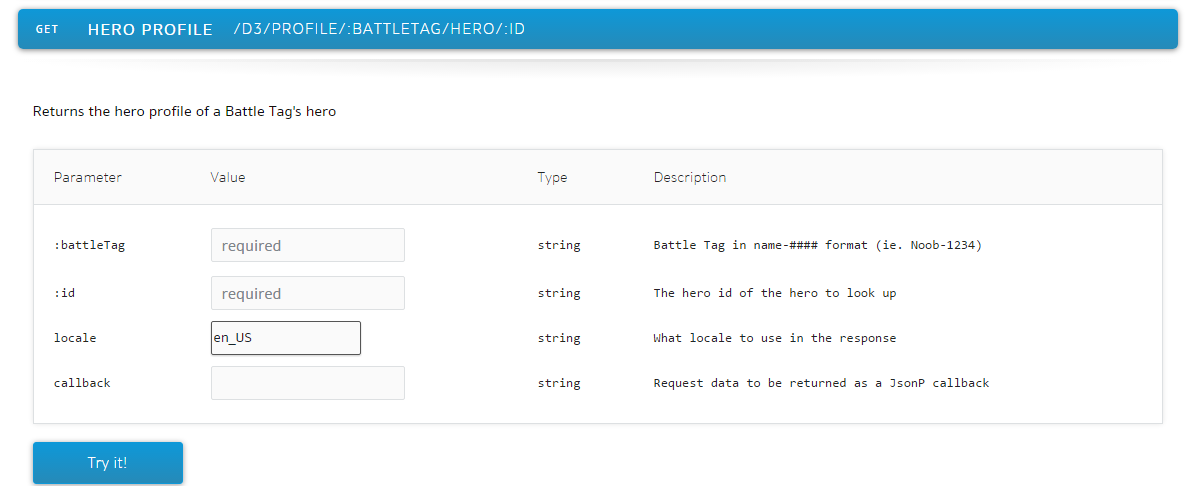 GET HERO PROFILE /D3/PROFILE/:BATTLETAG/HERO/:ID
Returns the hero profile of a Battle Tag's hero
Parameter Value Type Description
:battleTag required string Battle Tag in name-#### format (ie. Noob-1234)
:id required string The hero id of the hero to look up
locale en_US string What locale to use in the response
callback string Request data to be returned as a JsonP callback
Try it!